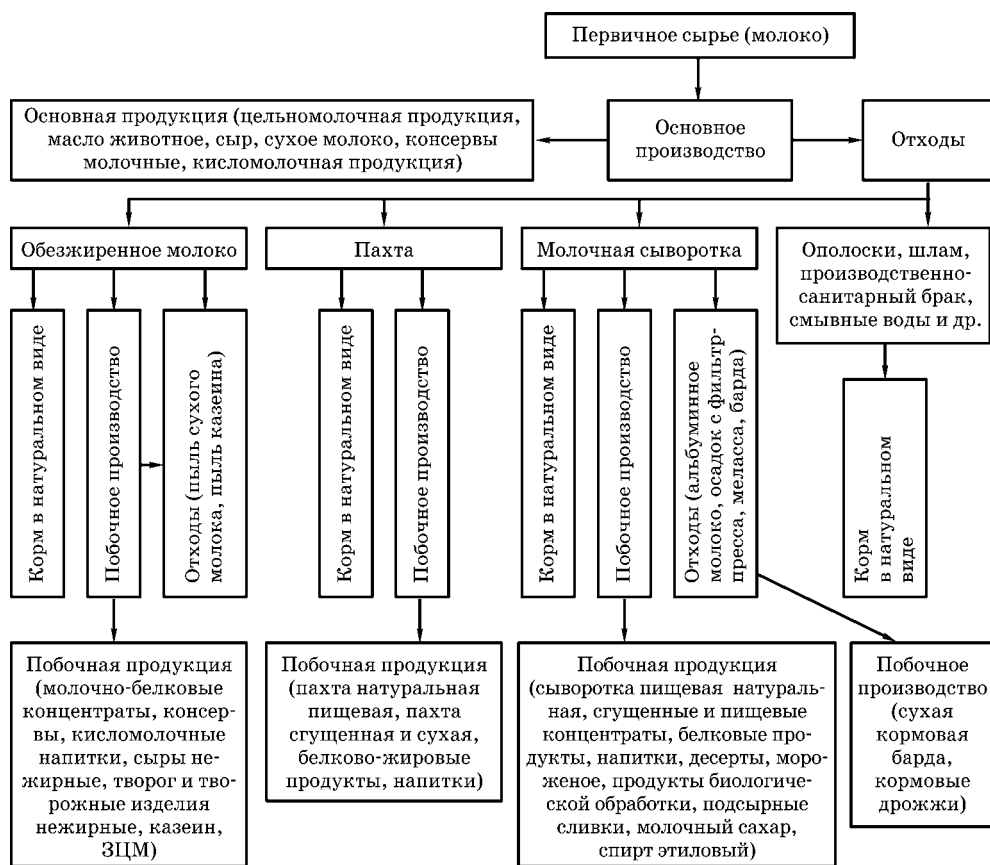 Первичное сырье (молоко)
Основная продукция (цельномолочная продукция,
масло животное, сыр, сухое молоко, консервы
молочные, кисломолочная продукция)
Основное
производство
Отходы
Обезжиренное молоко
Пахта
Молочная сыворотка
Ополоски, шлам,
производственно-
санитарный брак,
смывные воды и др.
Корм в натуральном виде
Побочное производство
Отходы (пыль сухого
молока, пыль казеина)
Корм в натуральном виде
Побочное производство
Корм в натуральном виде
Побочное производство
Отходы (альбуминное
молоко, осадок с фильтр-
пресса, меласса, барда)
Корм
в натуральном
виде
Побочная продукция
(молочно-белковые
концентраты, консер-
вы, кисломолочные
напитки, сыры не-
жирные, творог и тво-
рожные изделия
нежирные, казеин,
ЗЦМ)
Побочная продукция
(пахта натуральная
пищевая, пахта
сгущенная и сухая,
белково-жировые
продукты, напитки)
Побочная продукция
(сыворотка пищевая натураль-
ная, сгущенные и пищевые
концентраты, белковые про-
дукты, напитки, десерты, мо-
роженое, продукты биологиче-
ской обработки, подсырные
сливки, молочный сахар,
спирт этиловый)
Побочное
производство
(сухая
кормовая
барда,
кормовые
дрожжи)